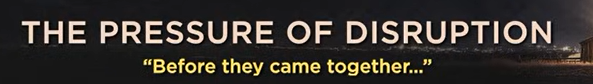 THE PRESSURE OF DISRUPTION
“Before they came together...”